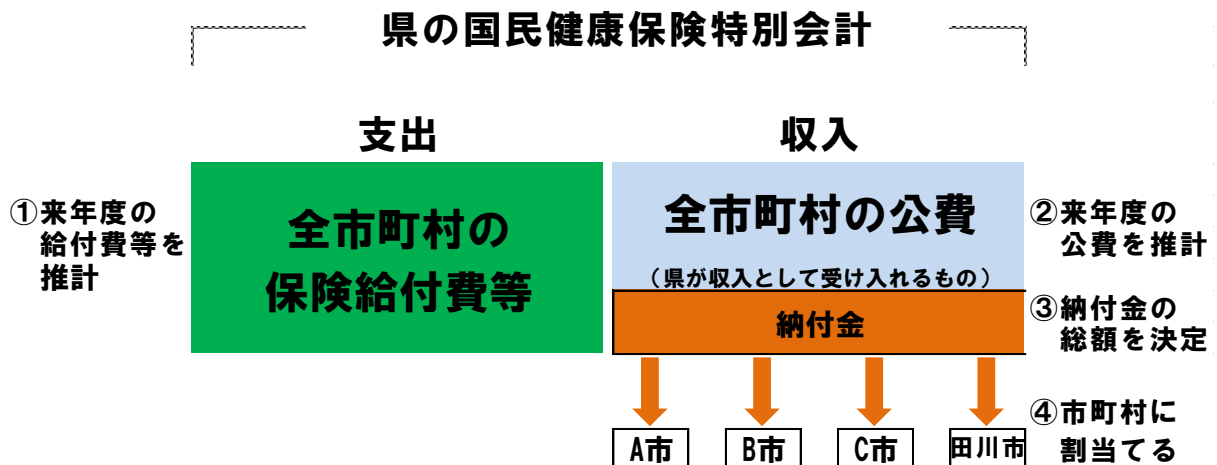 県の国民健康保険特別会計
支出
収入
①来年度の
給付費等を
推計
全市町村の
保険給付費等
全市町村の公費
（県が収入として受け入れるもの）
納付金
②来年度の
公費を推計
③納付金の
総額を決定
④市町村に
割当てる
A市
B市
C市
田川市